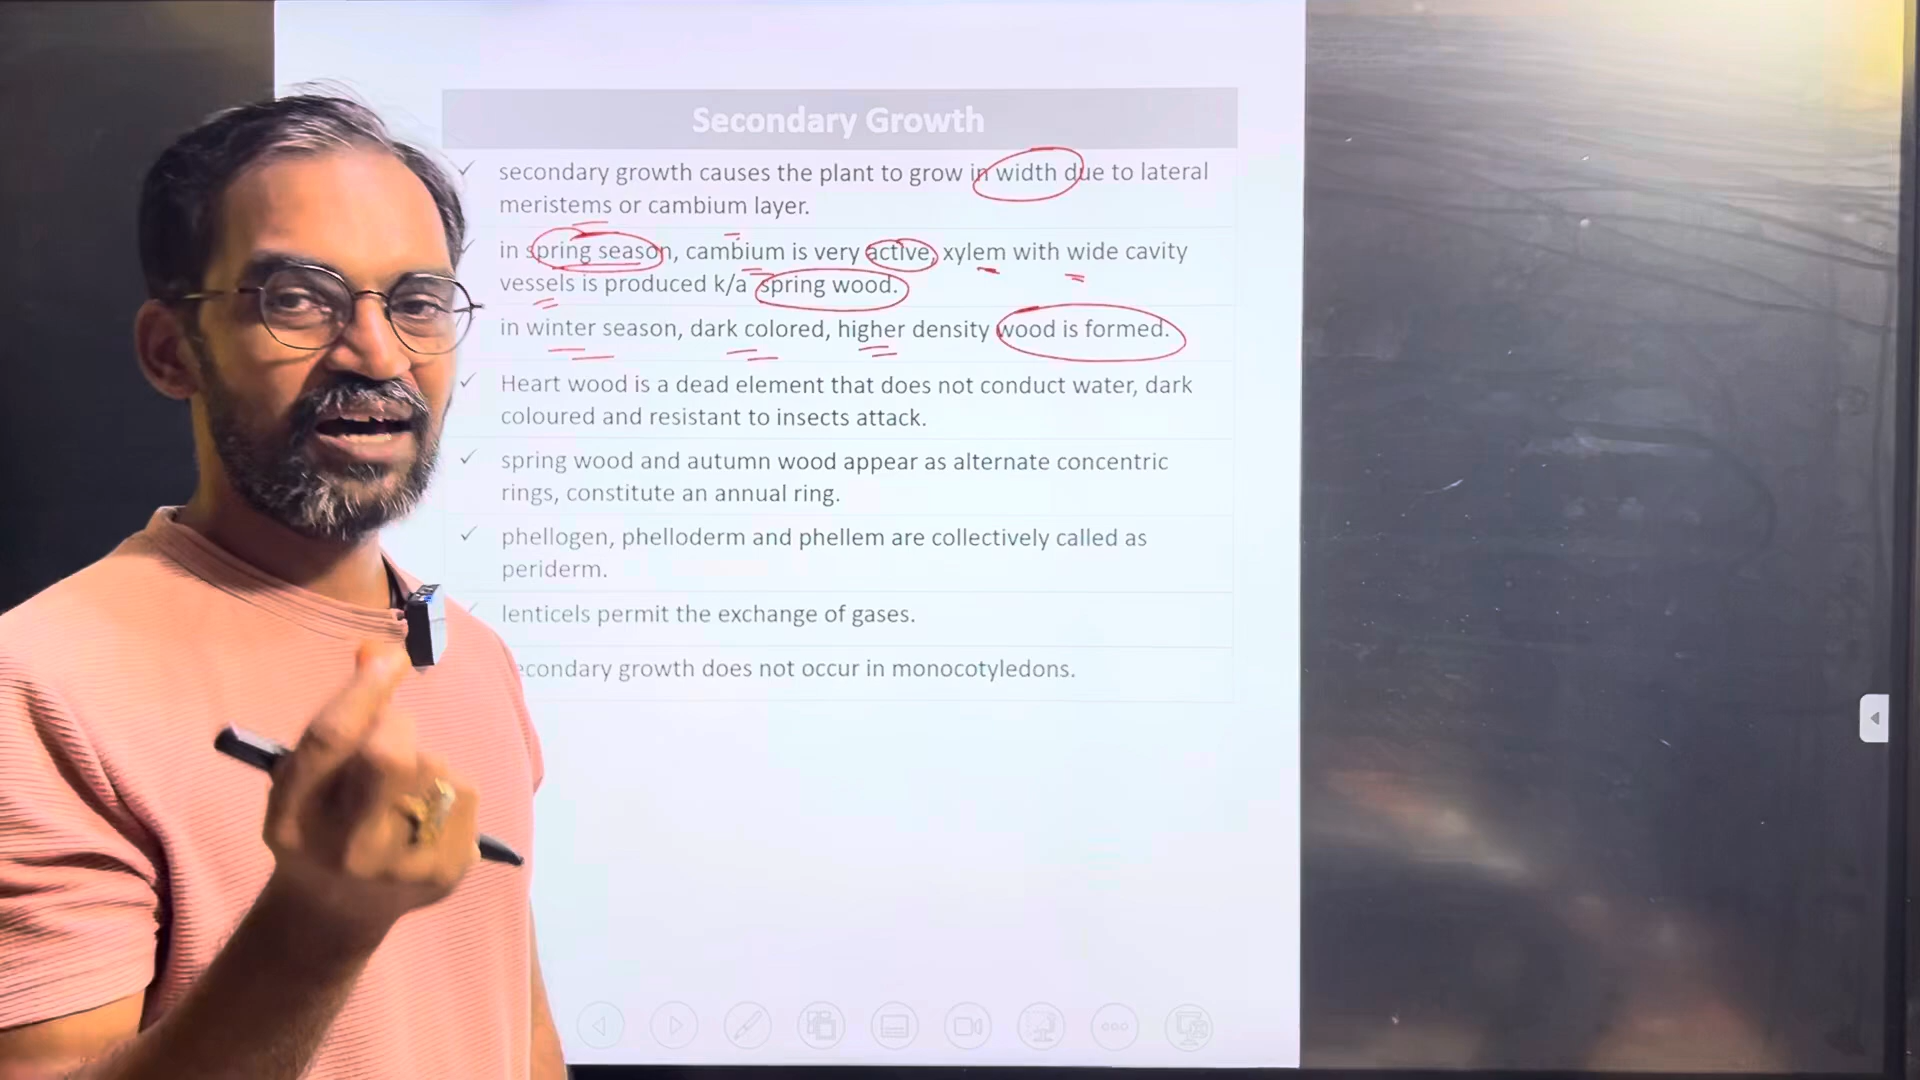 Secondary Growth
secondary growth causes the plant to grow in width due to lateral
meristems or cambium layer.
in spring season, cambium is very active, xylem with wide cavity
vessels is produced k/a spring wood.
in winter season, dark colored, higher density wood is formed.
Heart wood is a dead element that does not conduct water, dark
coloured and resistant to insects attack.
spring wood and autumn wood appear as alternate concentric
rings, constitute an annual ring.
phellogen, phelloderm and phellem are collectively called as
periderm.
lenticels permit the exchange of gases.
econdary growth does not occur in monocotyledons.